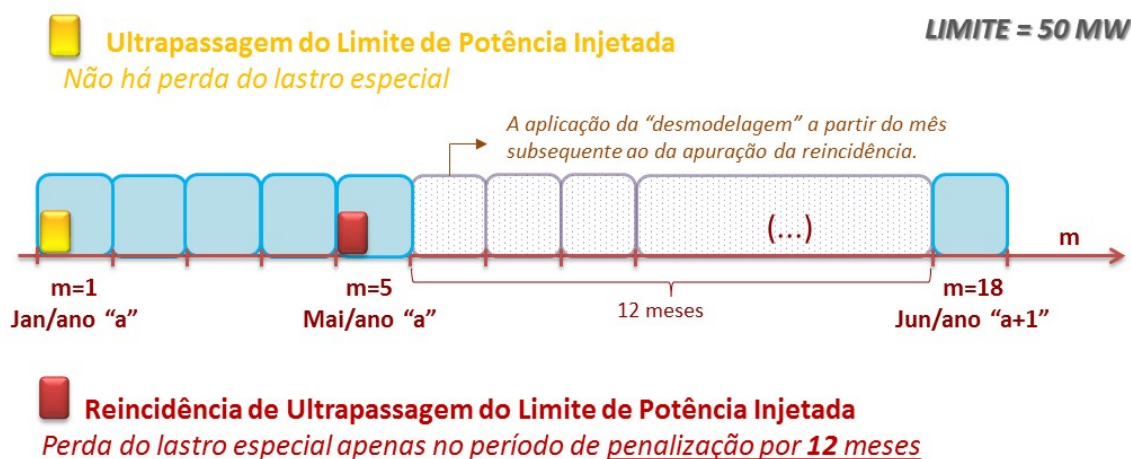 Ultrapassagem do Limite de Potência Injetada
LIMITE = 50 MW
Não há perda do lastro especial
A aplicação da “desmodelagem” a partir do mês
subsequente ao da apuração da reincidência.
(...)
m
m=1
Jan/ano “a”
m=5
Mai/ano “a”
12 meses
m=18
Jun/ano “a+1”
Reincidência de Ultrapassagem do Limite de Potência Injetada
Perda do lastro especial apenas no período de penalização por 12 meses